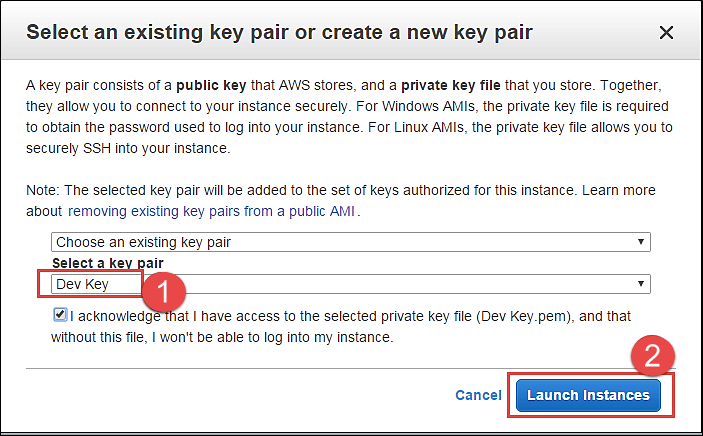 Select an existing key pair or create a new key pair
×
A key pair consists of a public key that AWS stores, and a private key file that you store. Together,
they allow you to connect to your instance securely. For Windows AMIs, the private key file is required
to obtain the password used to log into your instance. For Linux AMIs, the private key file allows you to
securely SSH into your instance.
Note: The selected key pair will be added to the set of keys authorized for this instance. Learn more
about removing existing key pairs from a public AMI.
Choose an existing key pair
Select a key pair
Dev Key
1
I acknowledge that I have access to the selected private key file (Dev Key.pem), and that
without this file, I won't be able to log into my instance.
2
Cancel Launch Instances